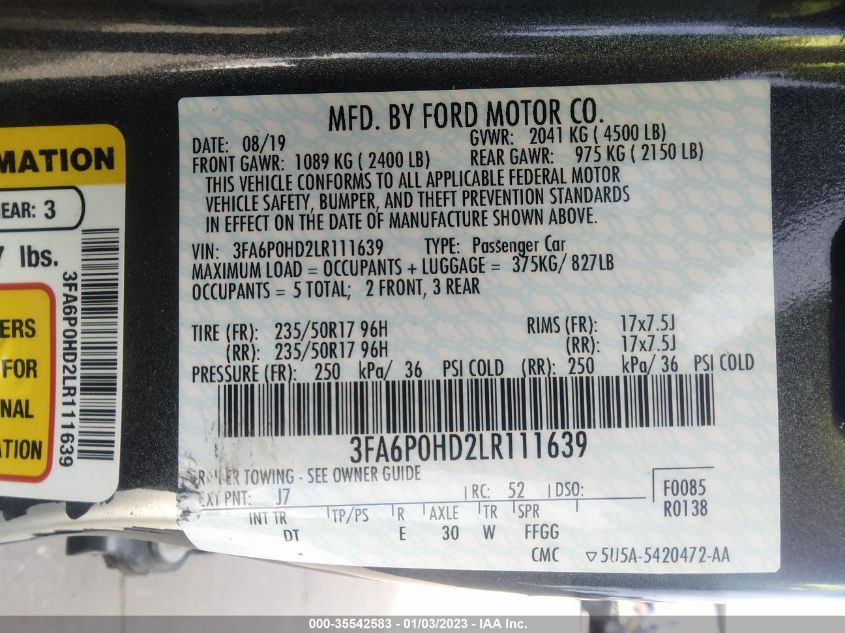 MFD. BY FORD MOTOR CO.
DATE: 08/19 GVWR: 2041 KG ( 4500 LB)
FRONT GAWR: 1089 KG ( 2400 LB) REAR GAWR: 975 KG ( 2150 LB)
THIS VEHICLE CONFORMS TO ALL APPLICABLE FEDERAL MOTOR
VEHICLE SAFETY, BUMPER, AND THEFT PREVENTION STANDARDS
IN EFFECT ON THE DATE OF MANUFACTURE SHOWN ABOVE.
VIN: 3FA6P0HD2LR111639 TYPE: Passenger Car
MAXIMUM LOAD = OCCUPANTS + LUGGAGE = 375KG/ 827LB
OCCUPANTS = 5 TOTAL; 2 FRONT, 3 REAR
TIRE (FR): 235/50R17 96H RIMS (FR): 17x7.5J
(RR): 235/50R17 96H (RR): 17x7.5J
PRESSURE (FR): 250 kPa/ 36 PSI COLD (RR): 250 kPa/ 36 PSI COLD
3FA6P0HD2LR111639
TOWING - SEE OWNER GUIDE
EXT PNT: J7 RC: 52 DSO: F0085
R0138
INT TR TP/PS R AXLE TR SPR
DT E 30 W FFGG
CMC ▽5U5A-5420472-AA
MATION
EAR: 3
7 lbs.
3FA6P0HD2LR111639
ERS
FOR
NAL
ATION
000-35542583 - 01/03/2023 - IAA Inc.